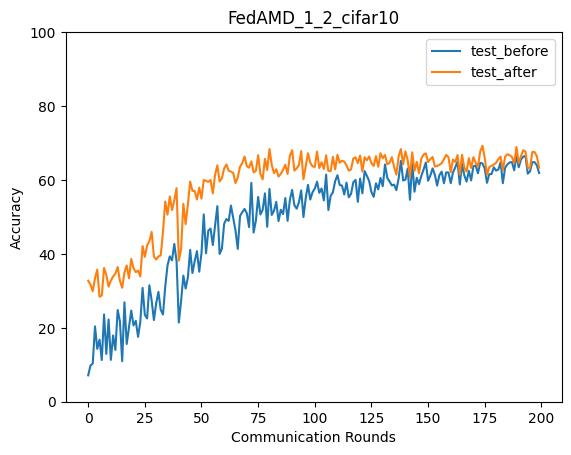 FedAMD_1_2_cifar10
test_before
test_after
100
80
60
40
20
0
Accuracy
0 25 50 75 100 125 150 175 200
Communication Rounds